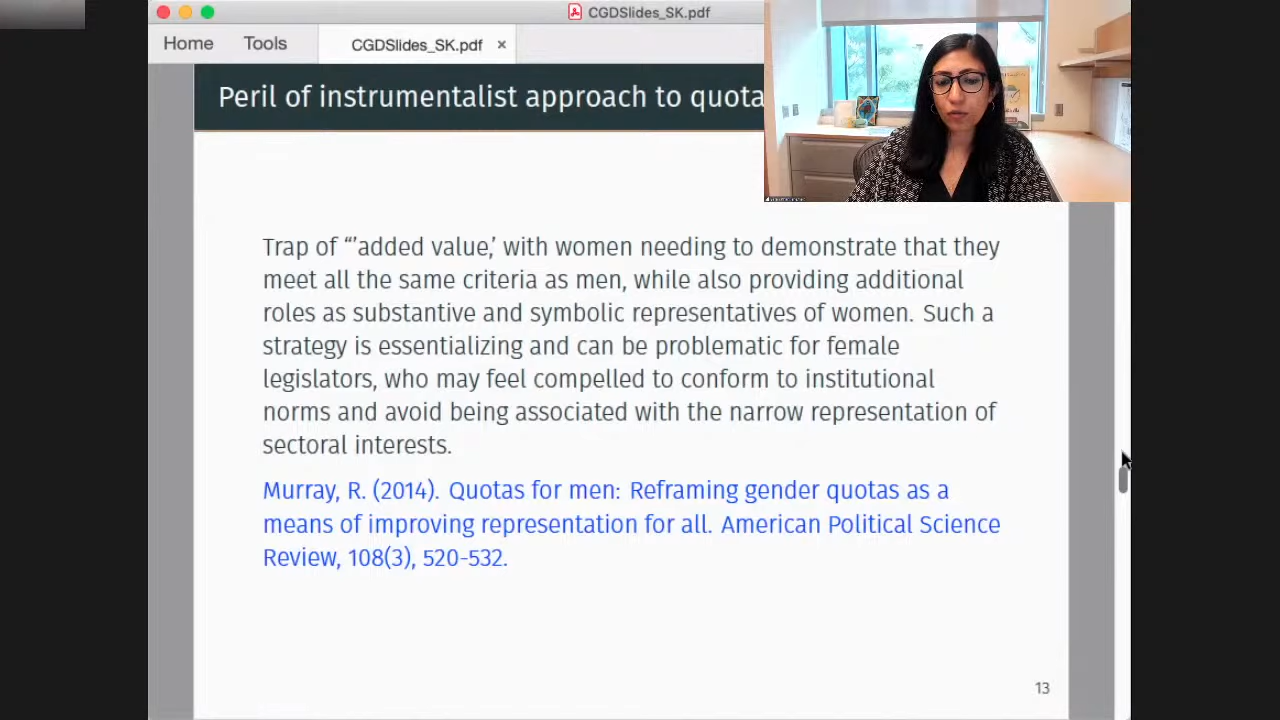 CGDSlides_SK.pdf
Home Tools CGDSlides_SK.pdf ×
Peril of instrumentalist approach to quota
Trap of “’added value,’ with women needing to demonstrate that they
meet all the same criteria as men, while also providing additional
roles as substantive and symbolic representatives of women. Such a
strategy is essentializing and can be problematic for female
legislators, who may feel compelled to conform to institutional
norms and avoid being associated with the narrow representation of
sectoral interests.
Murray, R. (2014). Quotas for men: Reframing gender quotas as a
means of improving representation for all. American Political Science
Review, 108(3), 520-532.
13